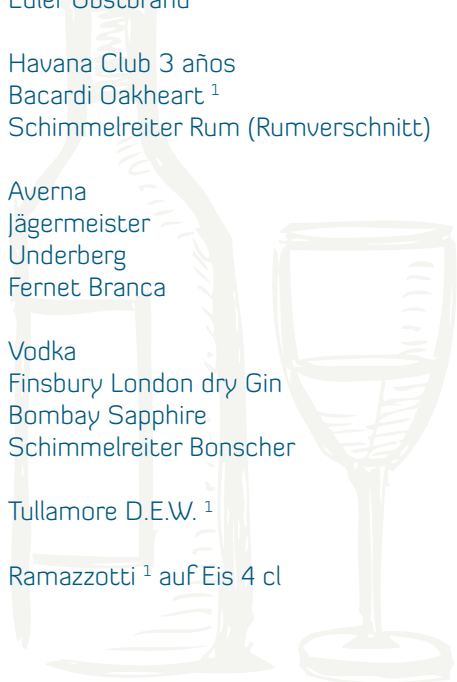 Obstbrand
Havana Club 3 años
Bacardi Oakheart ¹
Schimmelreiter Rum (Rumverschnitt)
Averna
Jägermeister
Underberg
Fernet Branca
Vodka
Finsbury London dry Gin
Bombay Sapphire
Schimmelreiter Bonscher
Tullamore D.E.W. ¹
Ramazzotti ¹ auf Eis 4 cl